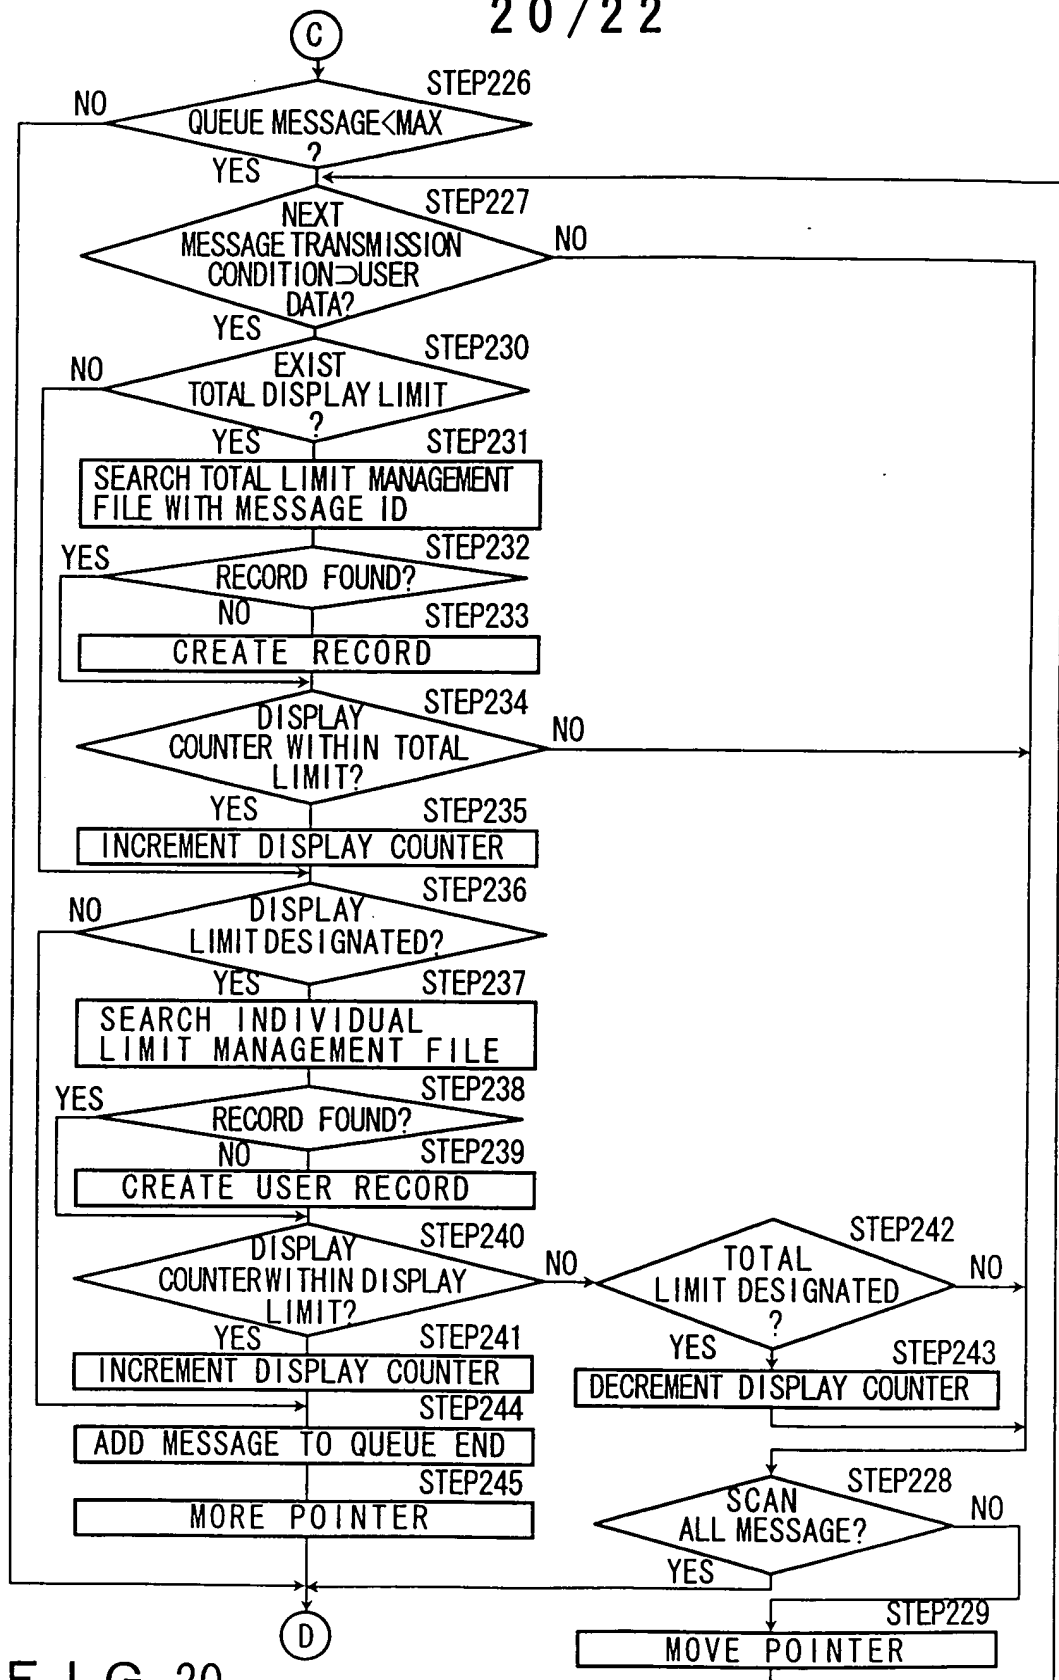 20/22
C
STEP226
NO
QUEUE MESSAGE<MAX
?
YES
STEP227
NEXT
MESSAGE TRANSMISSION
CONDITION⊃USER
DATA?
NO
YES
STEP230
NO
EXIST
TOTAL DISPLAY LIMIT
?
YES
STEP231
SEARCH TOTAL LIMIT MANAGEMENT
FILE WITH MESSAGE ID
STEP232
YES
RECORD FOUND?
NO
STEP233
CREATE RECORD
STEP234
DISPLAY
COUNTER WITHIN TOTAL
LIMIT?
NO
YES
STEP235
INCREMENT DISPLAY COUNTER
STEP236
NO
DISPLAY
LIMIT DESIGNATED?
YES
STEP237
SEARCH INDIVIDUAL
LIMIT MANAGEMENT FILE
STEP238
YES
RECORD FOUND?
NO
STEP239
CREATE USER RECORD
STEP240
DISPLAY
COUNTER WITHIN DISPLAY
LIMIT?
NO
STEP242
TOTAL
LIMIT DESIGNATED
?
NO
YES
STEP241
INCREMENT DISPLAY COUNTER
YES
STEP243
DECREMENT DISPLAY COUNTER
STEP244
ADD MESSAGE TO QUEUE END
STEP245
MORE POINTER
STEP228
SCAN
ALL MESSAGE?
NO
YES
D
STEP229
MOVE POINTER
FIG. 20